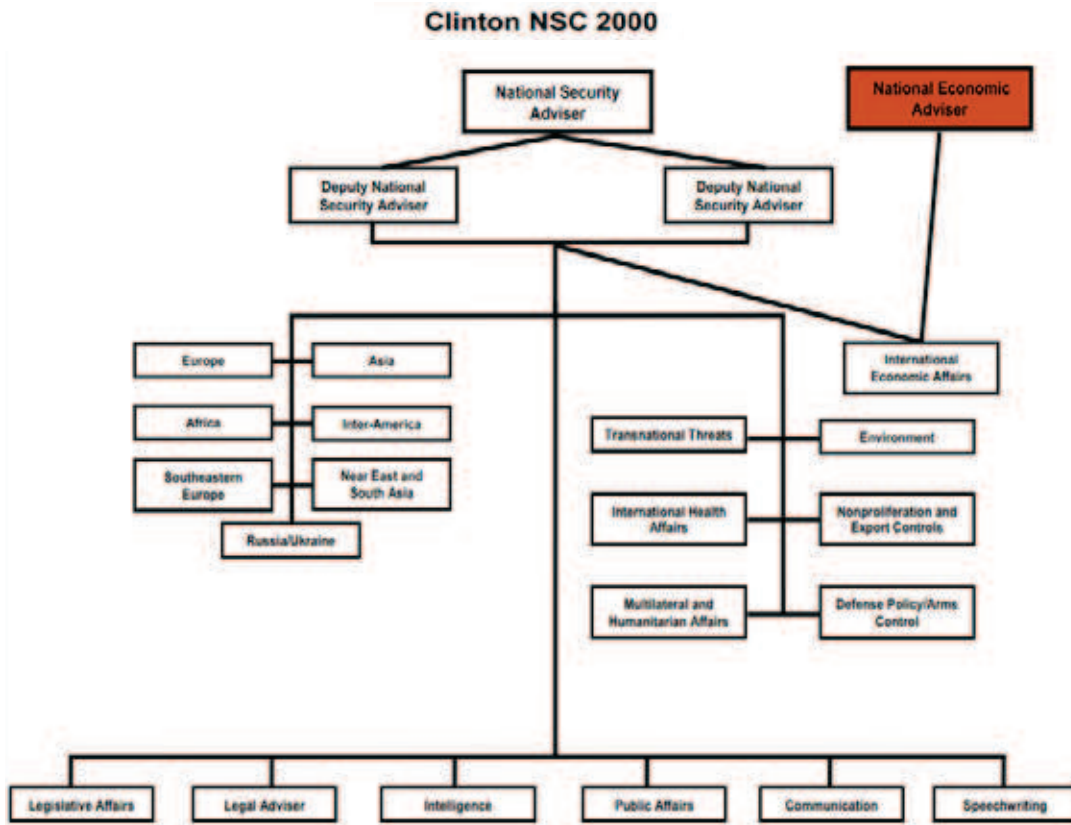 Clinton NSC 2000
National Security
Adviser
National Economic
Adviser
Deputy National
Security Adviser
Deputy National
Security Adviser
International
Economic Affairs
Europe
Asia
Africa
Inter-America
Southeastern
Europe
Near East and
South Asia
Russia/Ukraine
Transnational Threats
Environment
International Health
Affairs
Nonproliferation and
Export Controls
Multilateral and
Humanitarian Affairs
Defense Policy/Arms
Control
Legislative Affairs
Legal Adviser
Intelligence
Public Affairs
Communication
Speechwriting